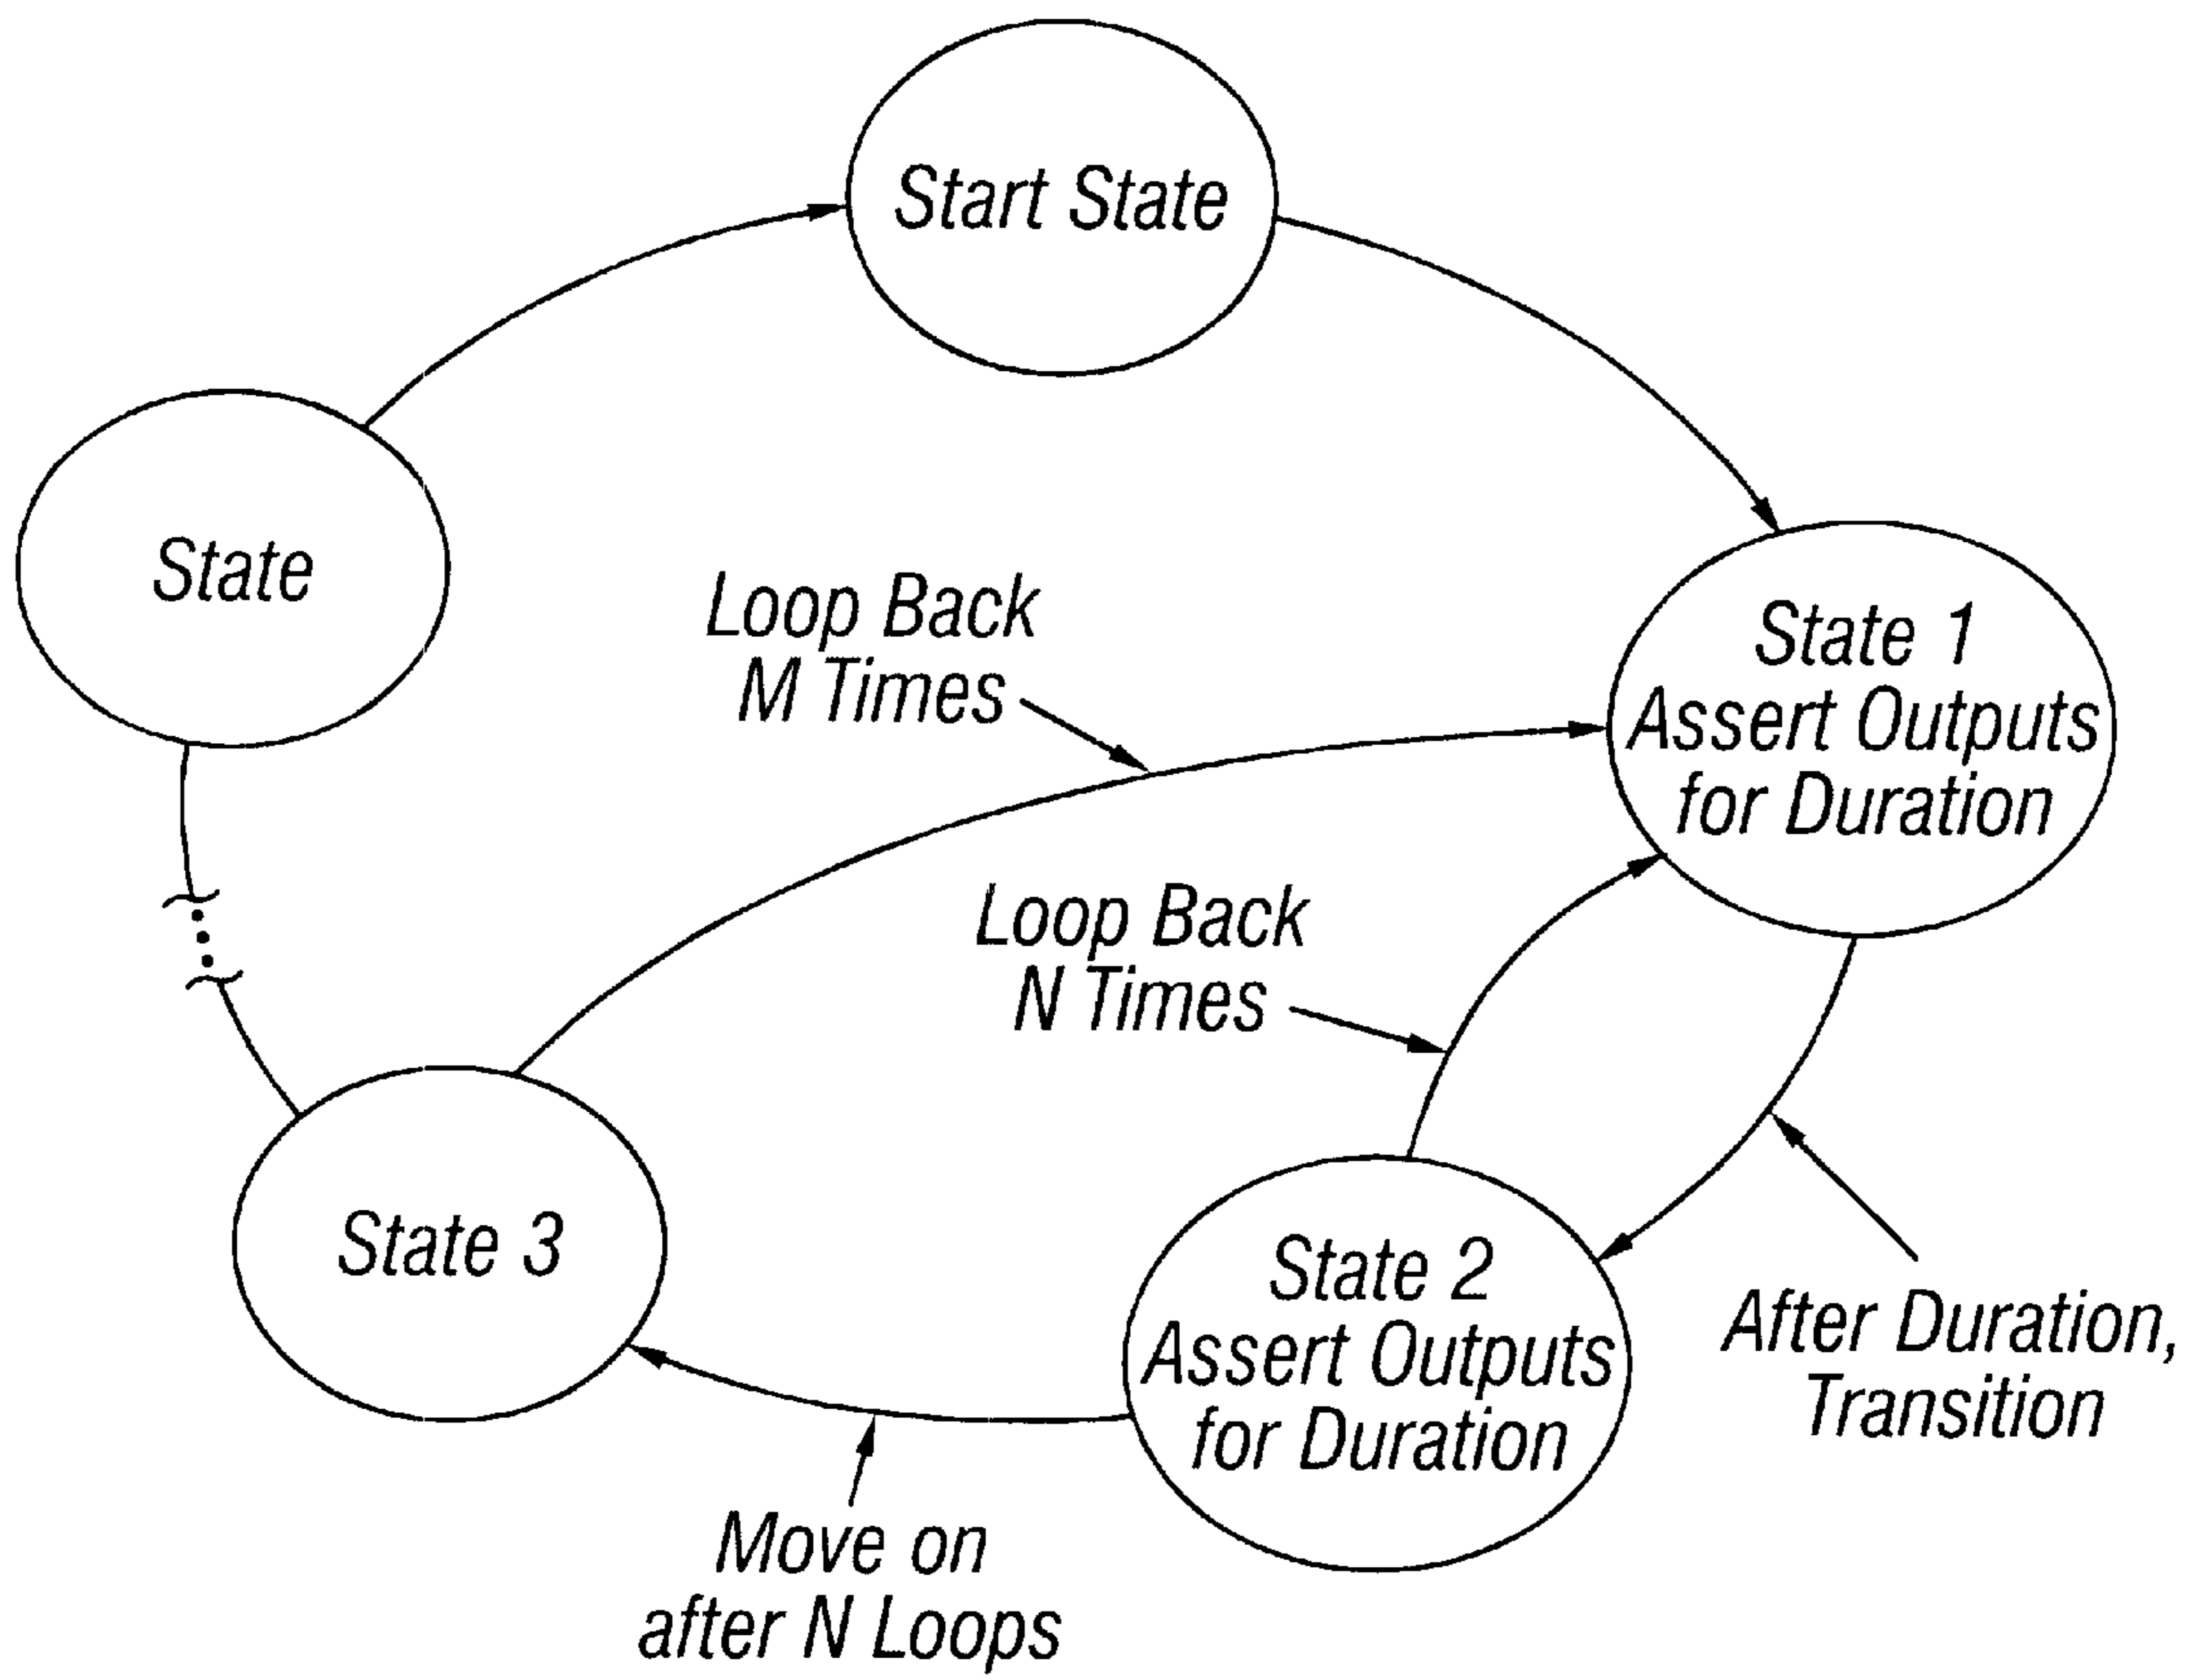 Start State
State
Loop Back
M Times
State 1
Assert Outputs
for Duration
Loop Back
N Times
State 3
State 2
Assert Outputs
for Duration
After Duration,
Transition
Move on
after N Loops